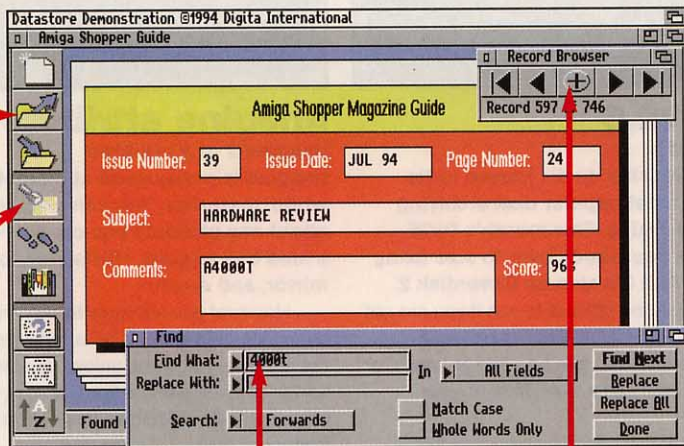 Datastore Demonstration ©1994 Digita International
Amiga Shopper Guide
Record Browser
Record 597 746
Amiga Shopper Magazine Guide
Issue Number: 39 Issue Date: JUL 94 Page Number: 24
Subject: HARDWARE REVIEW
Comments: A4000T Score: 96%
Find
Find What: 4000t In All Fields Find Next
Replace With: Replace
Search: Forwards Match Case Replace All
Whole Words Only Done
A
Z
Found